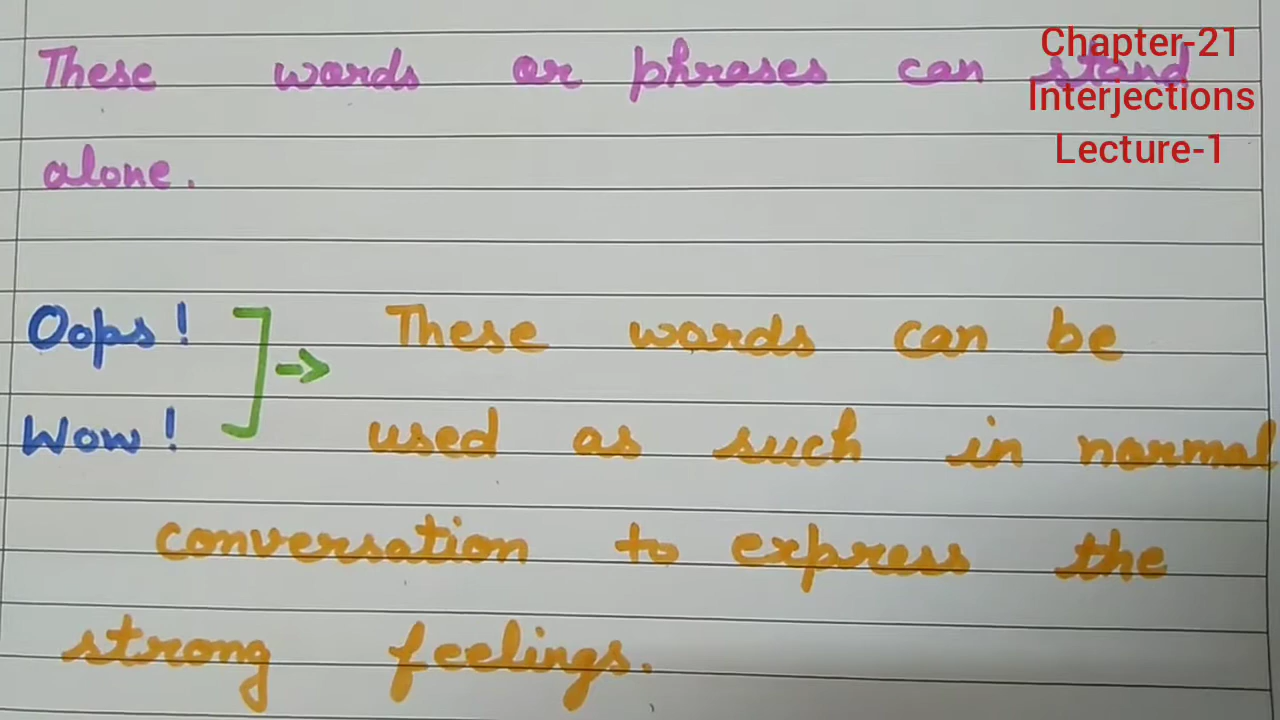 Chapter-21
Interjections
Lecture-1
These words or phrases can stand
alone.
Oops! These words can be
Wow! used as such in normal
conversation to express the
strong feelings.